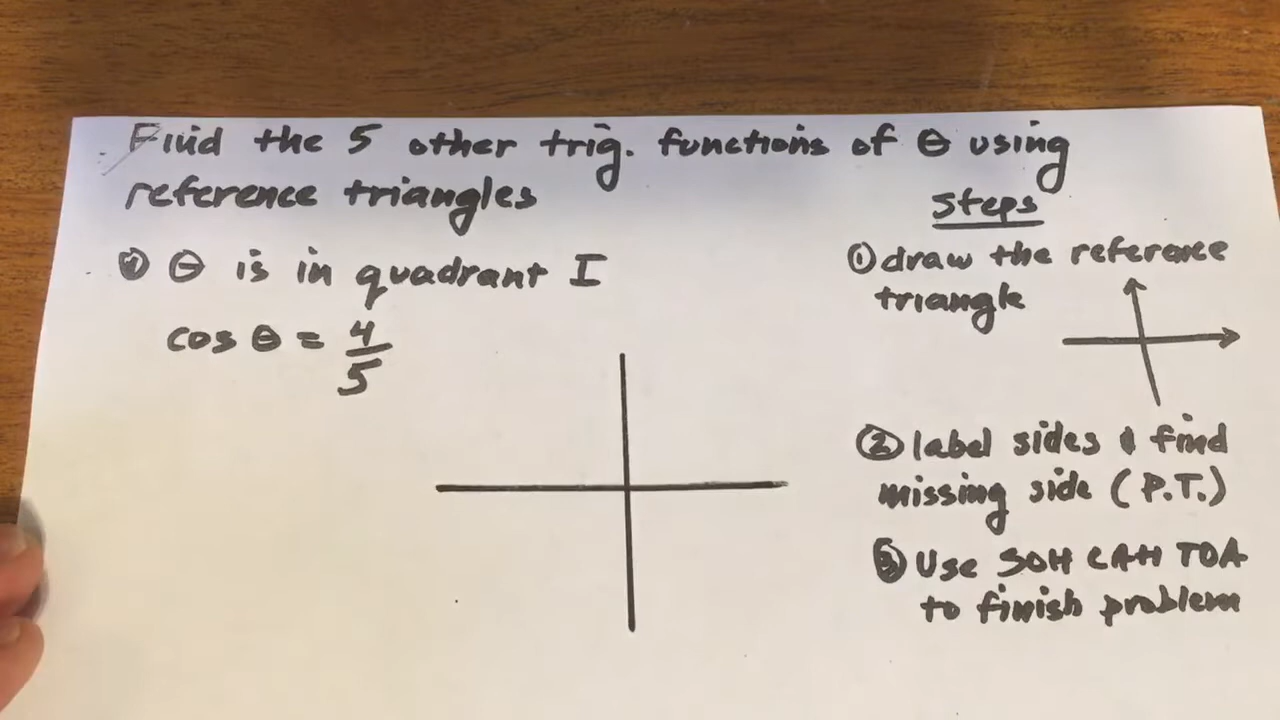 Find the 5 other trig. functions of θ using
reference triangles
① θ is in quadrant I
cos θ = 4/5
Steps
① draw the reference
triangle
② label sides & find
missing side (P.T.)
③ Use SOH CAH TOA
to finish problem